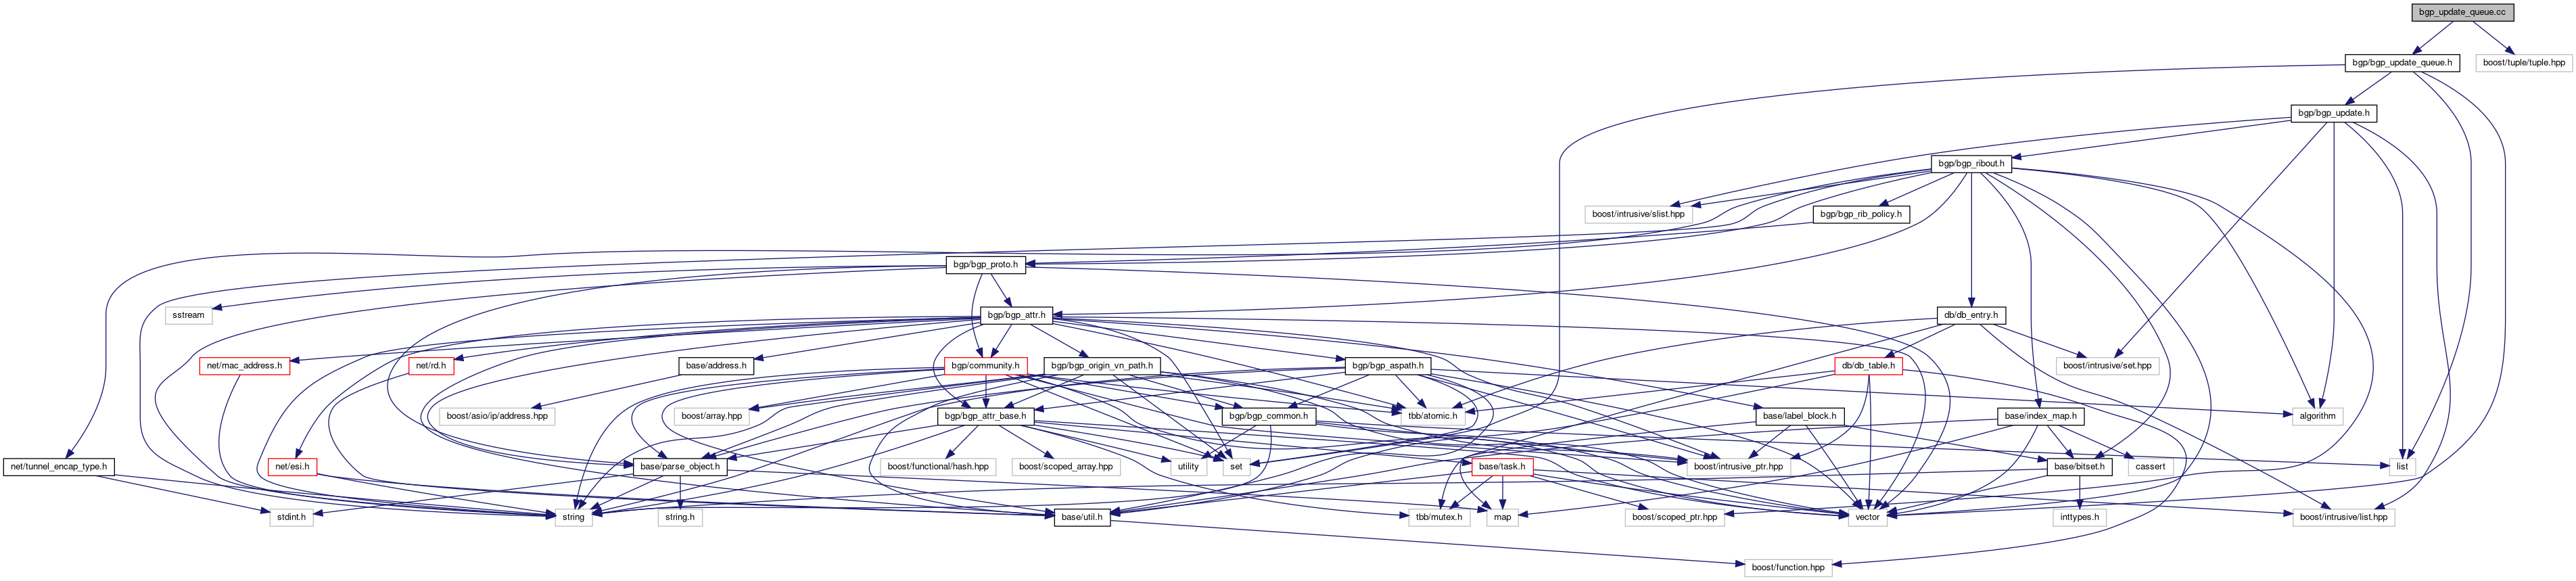 bgp_update_queue.cc
bgp/bgp_update_queue.h
boost/tuple/tuple.hpp
bgp/bgp_update.h
bgp/bgp_ribout.h
boost/intrusive/slist.hpp
bgp/bgp_rib_policy.h
bgp/bgp_proto.h
sstream
bgp/bgp_attr.h
db/db_entry.h
net/mac_address.h
net/rd.h
base/address.h
bgp/community.h
bgp/bgp_origin_vn_path.h
bgp/bgp_aspath.h
db/db_table.h
boost/intrusive/set.hpp
boost/asio/ip/address.hpp
boost/array.hpp
bgp/bgp_attr_base.h
bgp/bgp_common.h
tbb/atomic.h
base/label_block.h
base/index_map.h
algorithm
net/tunnel_encap_type.h
net/esi.h
base/parse_object.h
boost/functional/hash.hpp
boost/scoped_array.hpp
utility
set
base/task.h
boost/intrusive_ptr.hpp
base/bitset.h
cassert
list
stdint.h
string
string.h
base/util.h
tbb/mutex.h
map
boost/scoped_ptr.hpp
vector
inttypes.h
boost/intrusive/list.hpp
boost/function.hpp